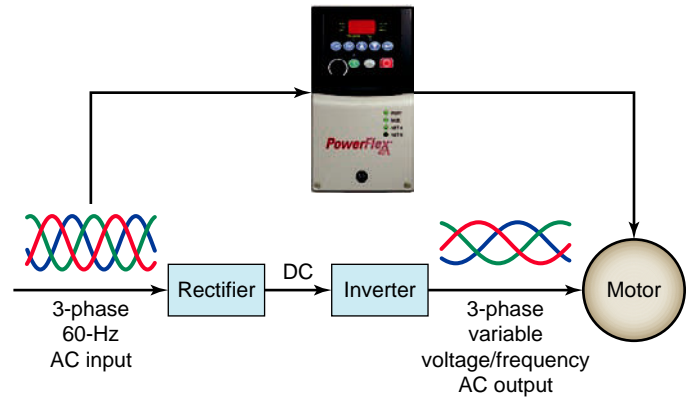 PowerFlex
3-phase
60-Hz
AC input
Rectifier
DC
Inverter
3-phase
variable
voltage/frequency
AC output
Motor